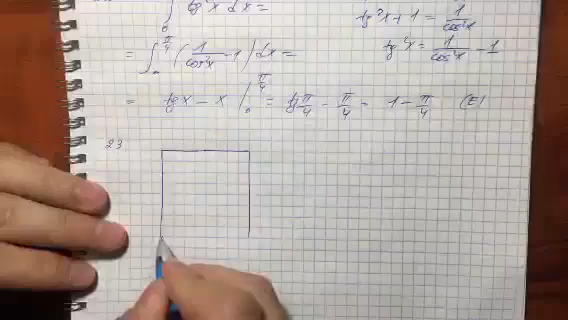 ∫₀ tg²x dx =
tg²x + 1 = 1/cos²x
= ∫₀^(π/4) (1/cos²x − 1) dx =
tg²x = 1/cos²x − 1
= tgx − x |₀^(π/4) = tg π/4 − π/4 = 1 − π/4 (E)
23